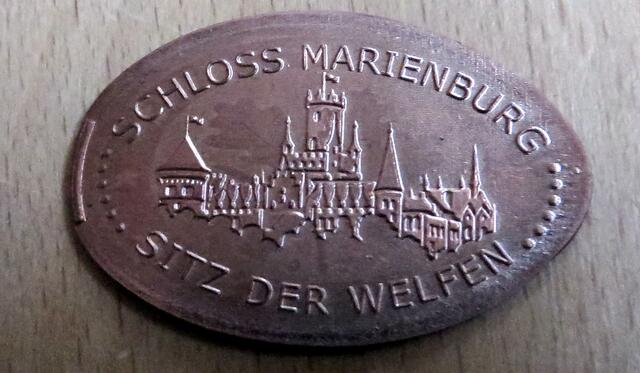 SCHLOSS MARIENBURG
SITZ DER WELFEN